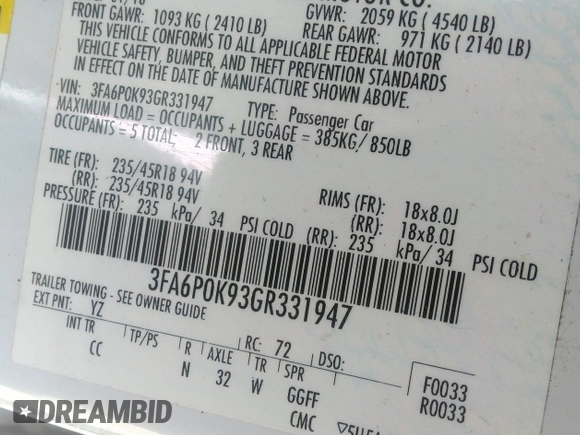 MOTOR CO.
FRONT GAWR: 1093 KG (2410 LB) GVWR: 2059 KG (4540 LB)
REAR GAWR: 971 KG (2140 LB)
THIS VEHICLE CONFORMS TO ALL APPLICABLE FEDERAL MOTOR
VEHICLE SAFETY, BUMPER, AND THEFT PREVENTION STANDARDS
IN EFFECT ON THE DATE OF MANUFACTURE SHOWN ABOVE.
VIN: 3FA6P0K93GR331947 TYPE: Passenger Car
MAXIMUM LOAD = OCCUPANTS + LUGGAGE = 385KG/ 850LB
OCCUPANTS = 5 TOTAL; 2 FRONT, 3 REAR
TIRE (FR): 235/45R18 94V RIMS (FR): 18x8.0J
(RR): 235/45R18 94V (RR): 18x8.0J
PRESSURE (FR): 235 kPa/ 34 PSI COLD (RR): 235 kPa/ 34 PSI COLD
3FA6P0K93GR331947
TRAILER TOWING - SEE OWNER GUIDE
EXT PNT: YZ RC: 72 DSO:
INT TR TP/PS R AXLE TR SPR F0033
CC N 32 W GGFF R0033
CMC
DREAMBID